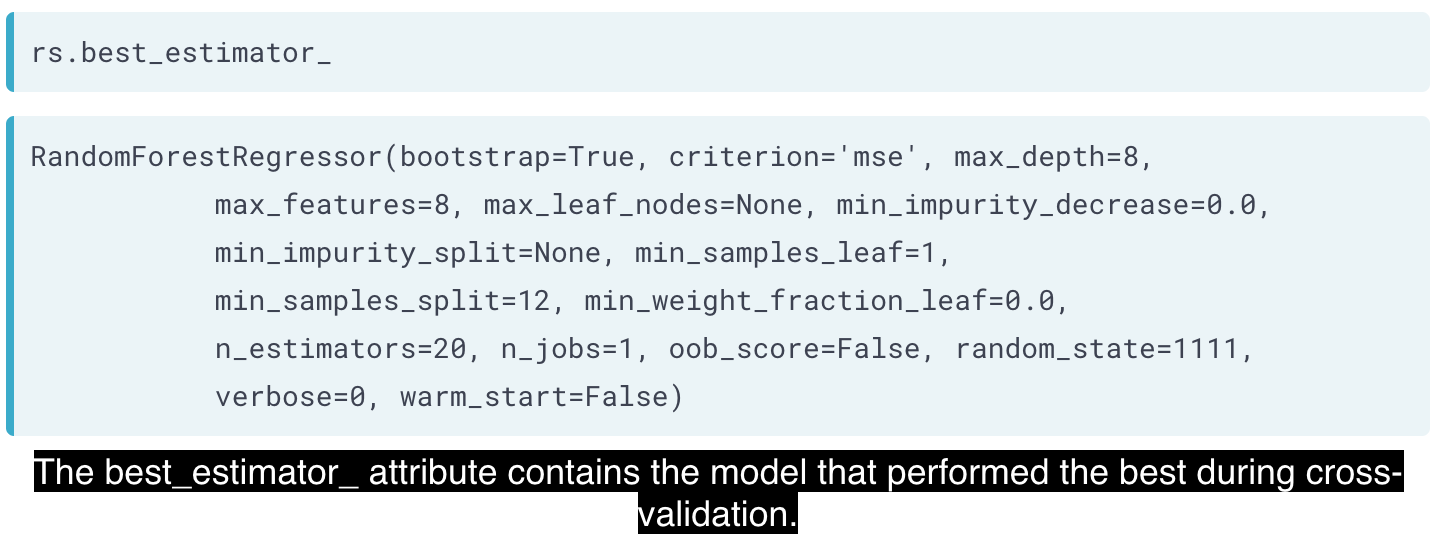 rs.best_estimator_
RandomForestRegressor(bootstrap=True, criterion='mse', max_depth=8,
max_features=8, max_leaf_nodes=None, min_impurity_decrease=0.0,
min_impurity_split=None, min_samples_leaf=1,
min_samples_split=12, min_weight_fraction_leaf=0.0,
n_estimators=20, n_jobs=1, oob_score=False, random_state=1111,
verbose=0, warm_start=False)
The best_estimator_ attribute contains the model that performed the best during cross-
validation.